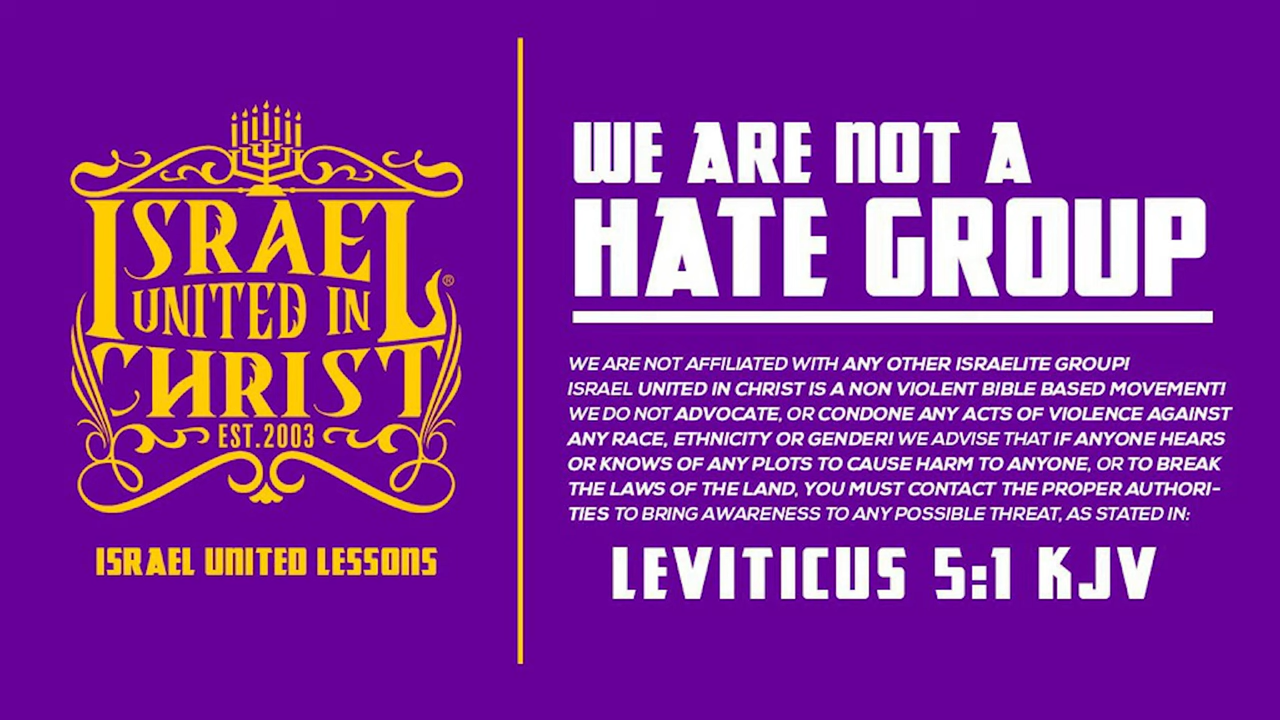 ISRAEL
UNITED IN
CHRIST
®
EST.2003
ISRAEL UNITED LESSONS
WE ARE NOT A
HATE GROUP
WE ARE NOT AFFILIATED WITH ANY OTHER ISRAELITE GROUP!
ISRAEL UNITED IN CHRIST IS A NON VIOLENT BIBLE BASED MOVEMENT!
WE DO NOT ADVOCATE, OR CONDONE ANY ACTS OF VIOLENCE AGAINST
ANY RACE, ETHNICITY OR GENDER! WE ADVISE THAT IF ANYONE HEARS
OR KNOWS OF ANY PLOTS TO CAUSE HARM TO ANYONE, OR TO BREAK
THE LAWS OF THE LAND, YOU MUST CONTACT THE PROPER AUTHORI-
TIES TO BRING AWARENESS TO ANY POSSIBLE THREAT, AS STATED IN:
LEVITICUS 5:1 KJV